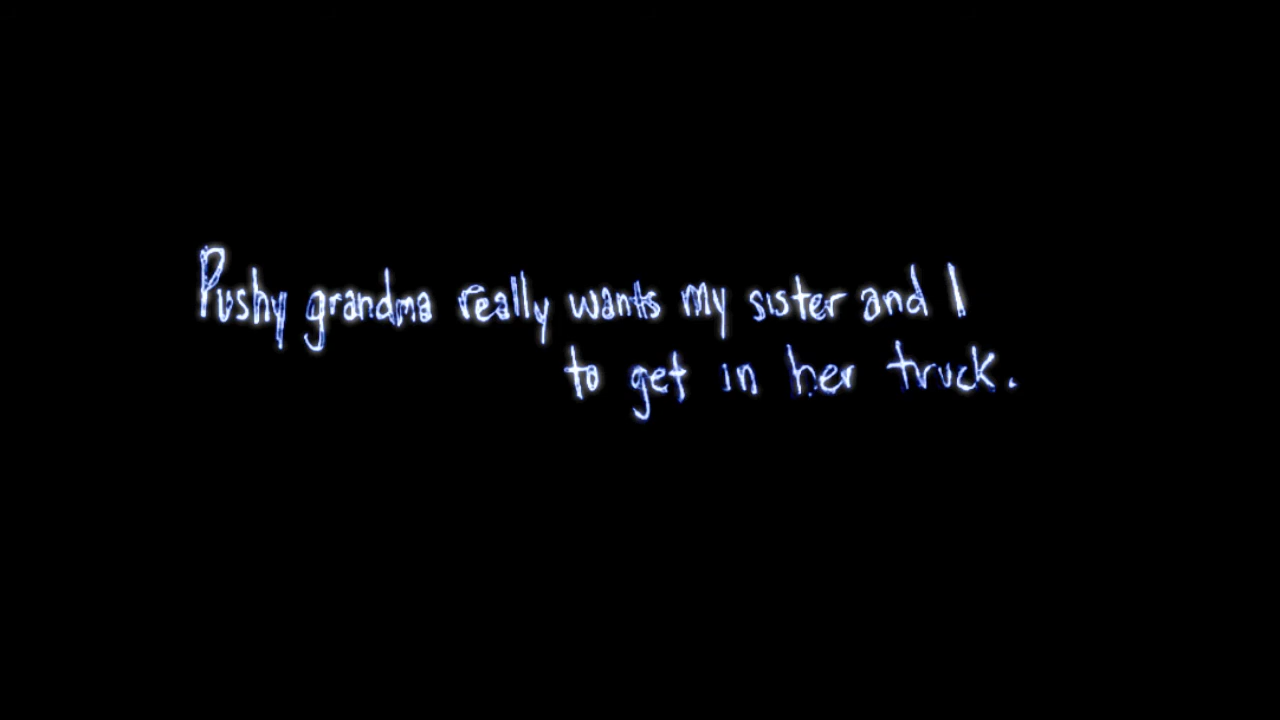 Pushy grandma really wants my sister and I
to get in her truck.